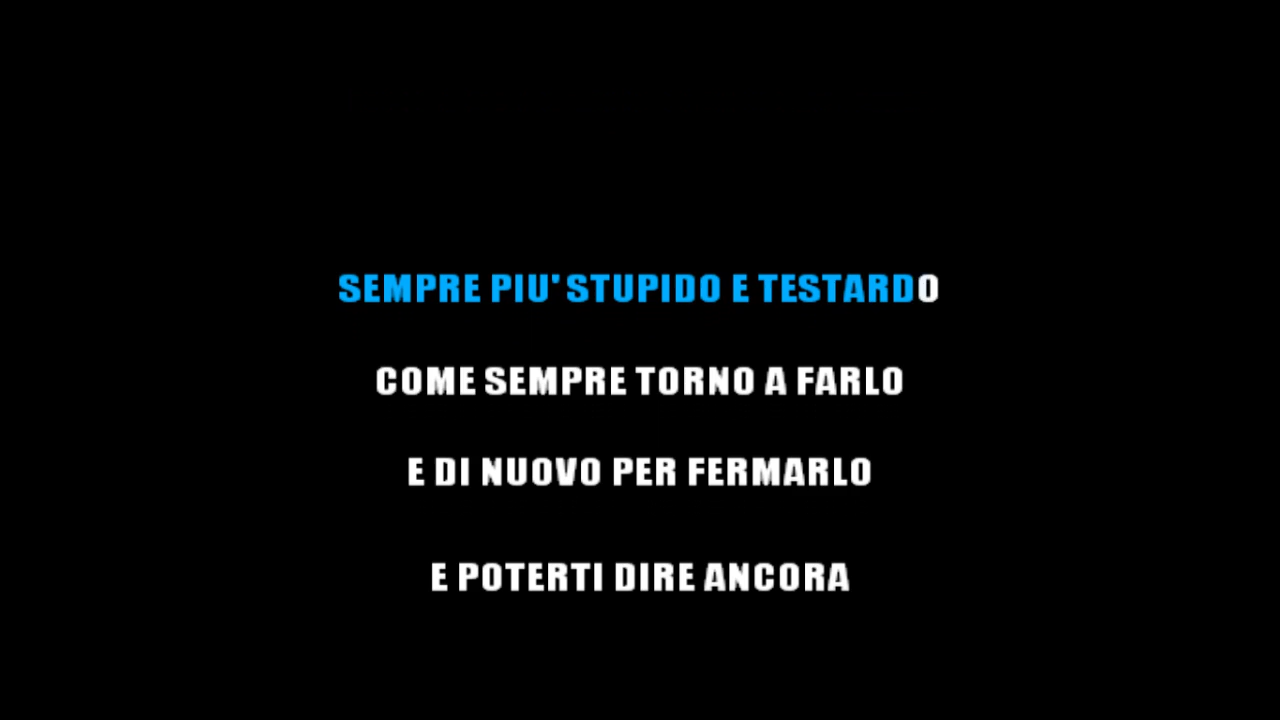 SEMPRE PIU' STUPIDO E TESTARDO
COME SEMPRE TORNO A FARLO
E DI NUOVO PER FERMARLO
E POTERTI DIRE ANCORA